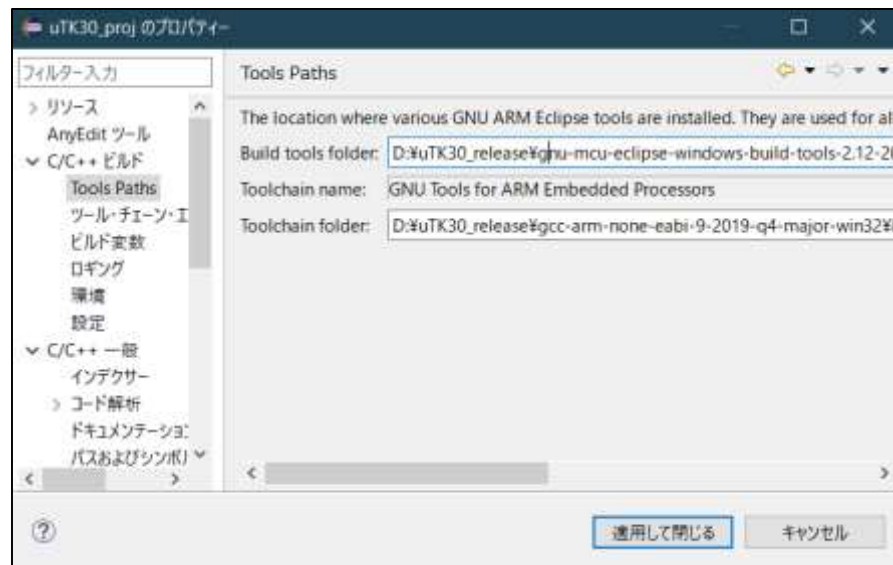 uTK30_proj のプロパティー
フィルター入力
リソース
AnyEdit ツール
C/C++ ビルド
Tools Paths
ツール・チェーン・エ
ビルド変数
ロギング
環境
設定
C/C++ 一般
インデクサー
コード解析
ドキュメンテーション
パスおよびシンボル
Tools Paths
The location where various GNU ARM Eclipse tools are installed. They are used for al
Build tools folder: D:¥uTK30_release¥gnu-mcu-eclipse-windows-build-tools-2.12-20
Toolchain name: GNU Tools for ARM Embedded Processors
Toolchain folder: D:¥uTK30_release¥gcc-arm-none-eabi-9-2019-q4-major-win32¥
適用して閉じる
キャンセル